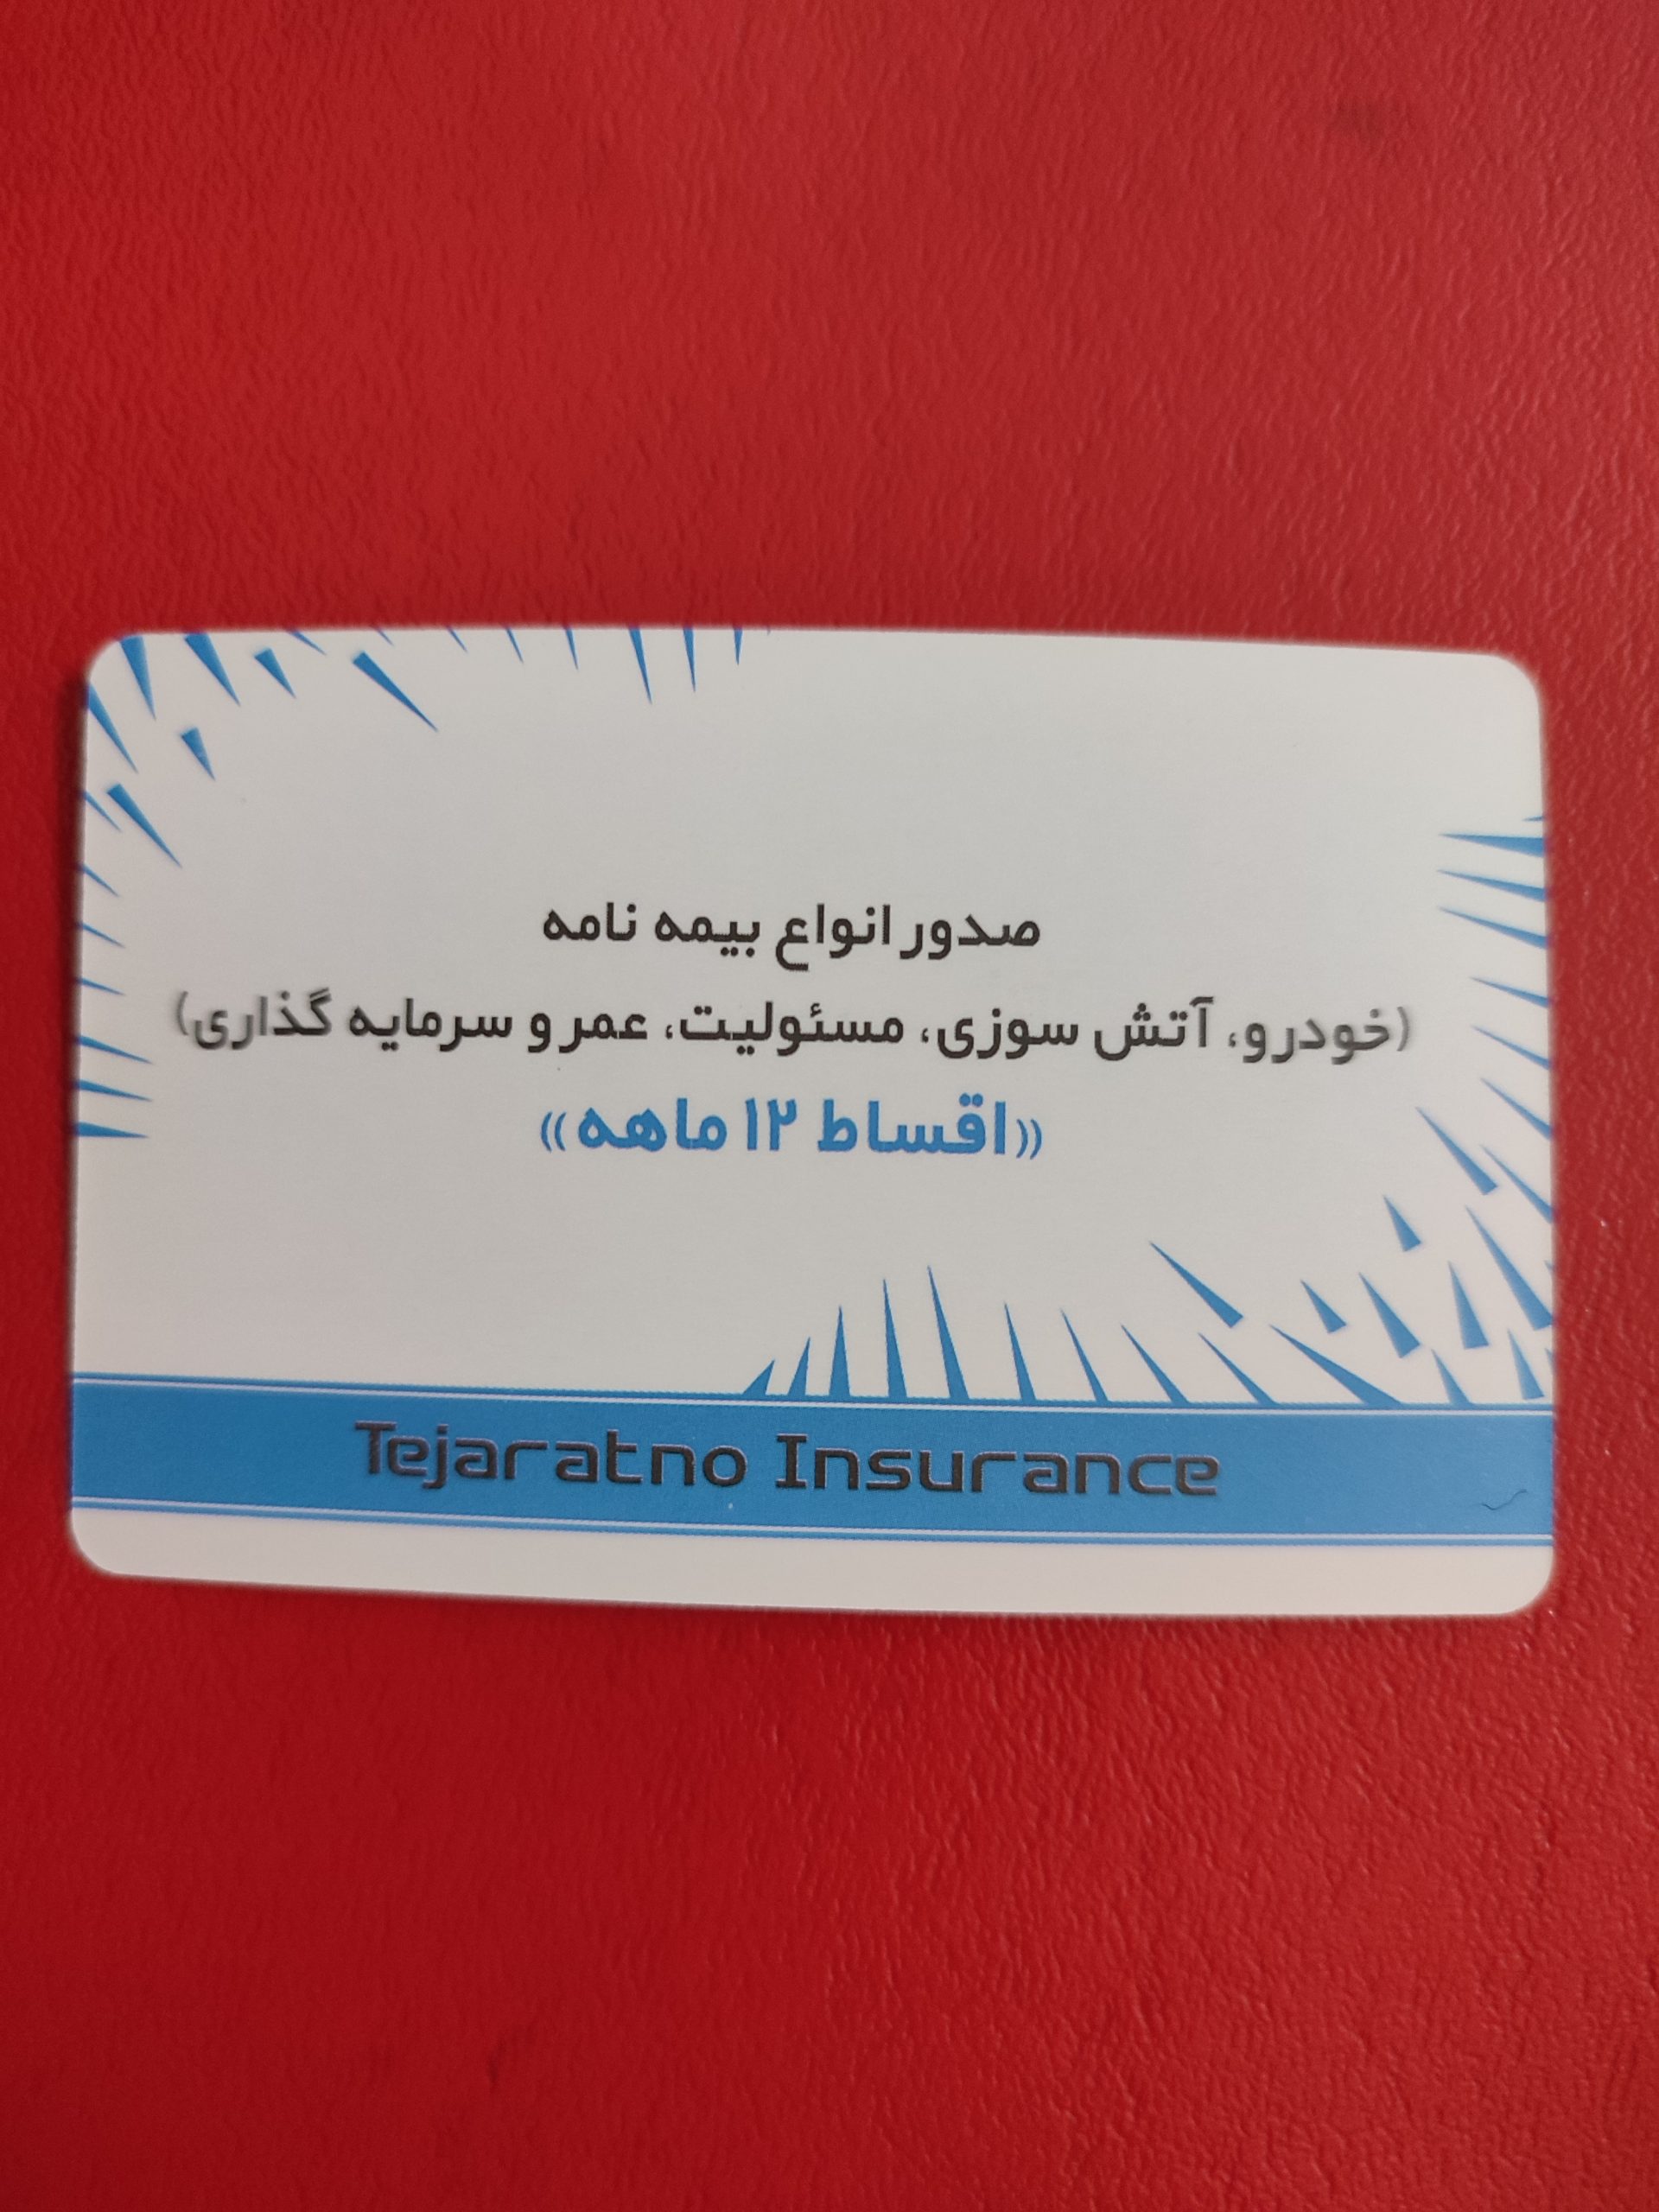 صدور انواع بیمه نامه
(خودرو، آتش سوزی، مسئولیت، عمر و سرمایه گذاری)
((اقساط ۱۲ ماهه))
Tejaratno Insurance